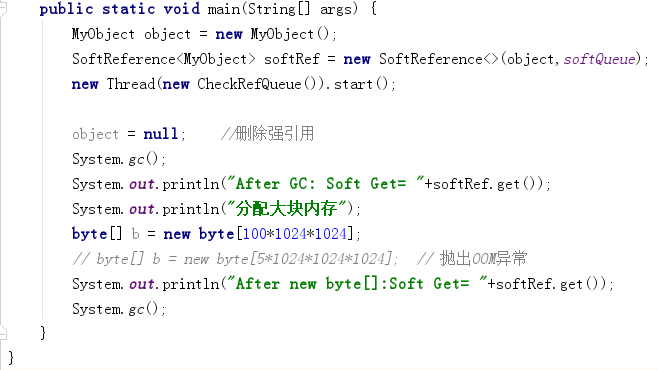 public static void main(String[] args) {
MyObject object = new MyObject();
SoftReference<MyObject> softRef = new SoftReference<>(object,softQueue);
new Thread(new CheckRefQueue()).start();
object = null;    //删除强引用
System.gc();
System.out.println("After GC: Soft Get= "+softRef.get());
System.out.println("分配大块内存");
byte[] b = new byte[100*1024*1024];
// byte[] b = new byte[5*1024*1024*1024];  // 抛出OOM异常
System.out.println("After new byte[]:Soft Get= "+softRef.get());
System.gc();
}
}